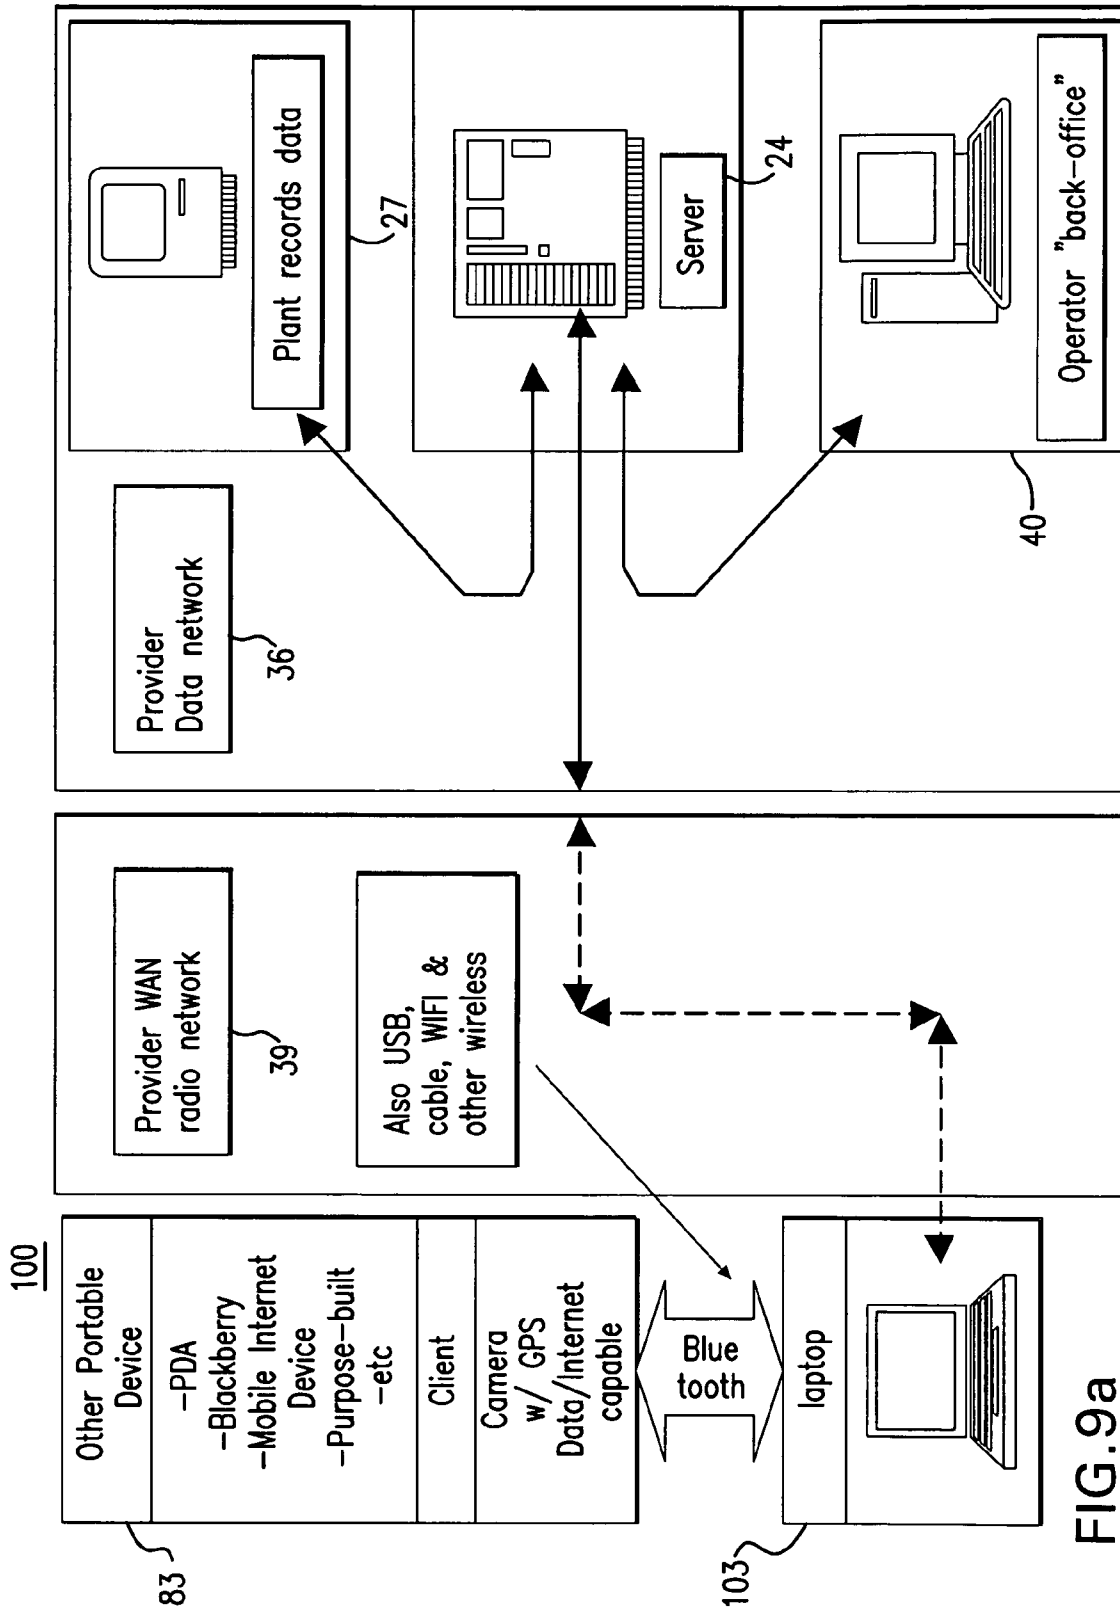 100
Other Portable
Device
-PDA
-Blackberry
-Mobile Internet
Device
-Purpose-built
-etc
Client
Camera
w/ GPS
Data/Internet
capable
83
Blue
tooth
laptop
103
Provider WAN
radio network
39
Also USB,
cable, WIFI &
other wireless
Provider
Data network
36
Plant records data
27
Server
24
Operator "back-office"
40
FIG.9a